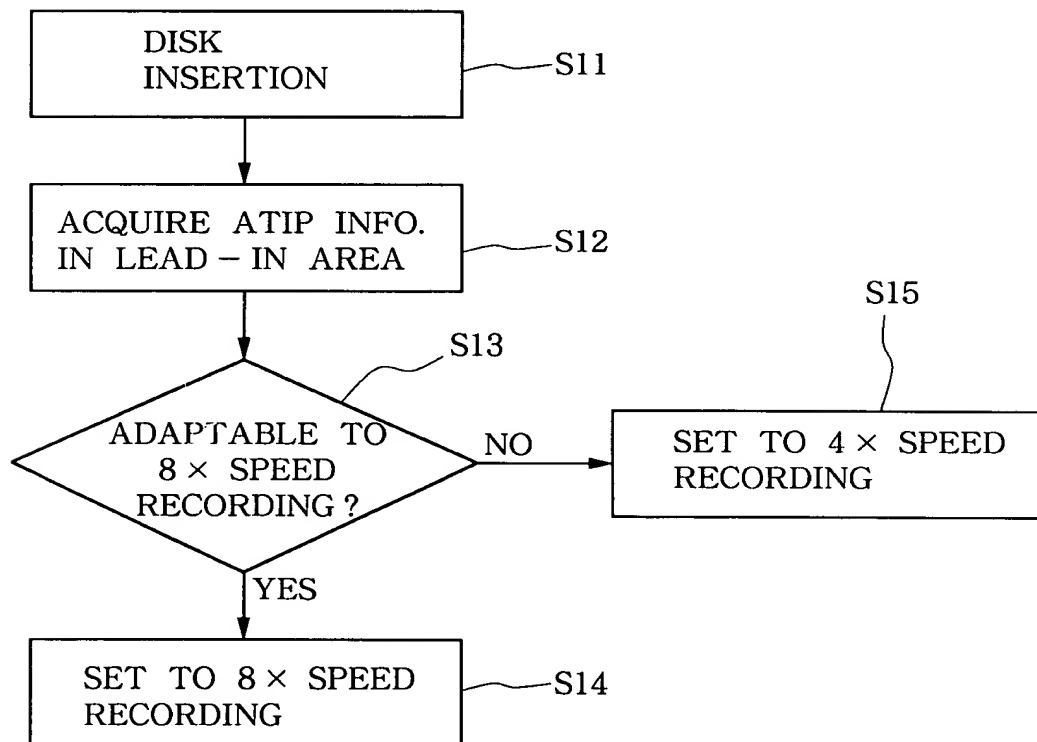 DISK
INSERTION
S11
ACQUIRE ATIP INFO.
IN LEAD – IN AREA
S12
S13
S15
ADAPTABLE TO
8 × SPEED
RECORDING ?
NO
SET TO 4 × SPEED
RECORDING
YES
SET TO 8 × SPEED
RECORDING
S14